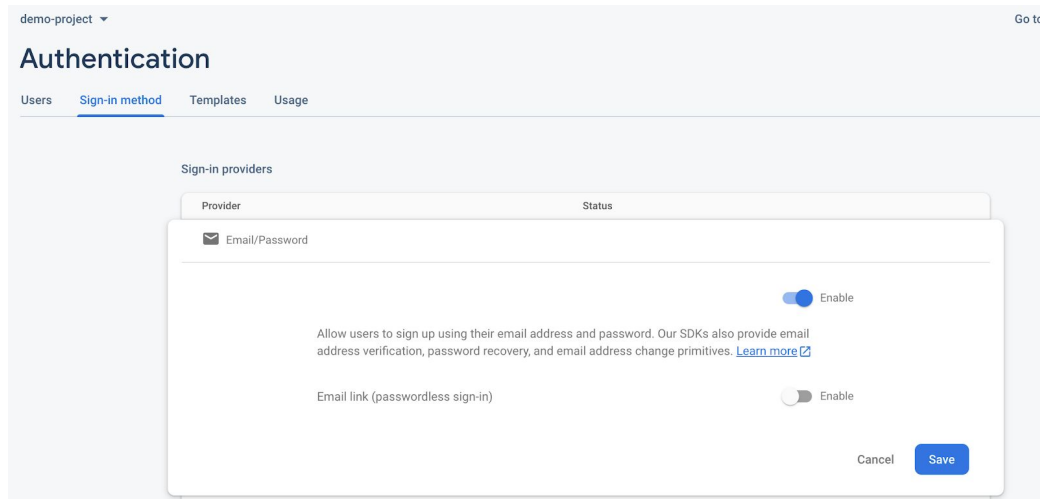 demo-project
Go to
Authentication
Users Sign-in method Templates Usage
Sign-in providers
Provider Status
Email/Password
Enable
Allow users to sign up using their email address and password. Our SDKs also provide email
address verification, password recovery, and email address change primitives. Learn more
Email link (passwordless sign-in) Enable
Cancel Save